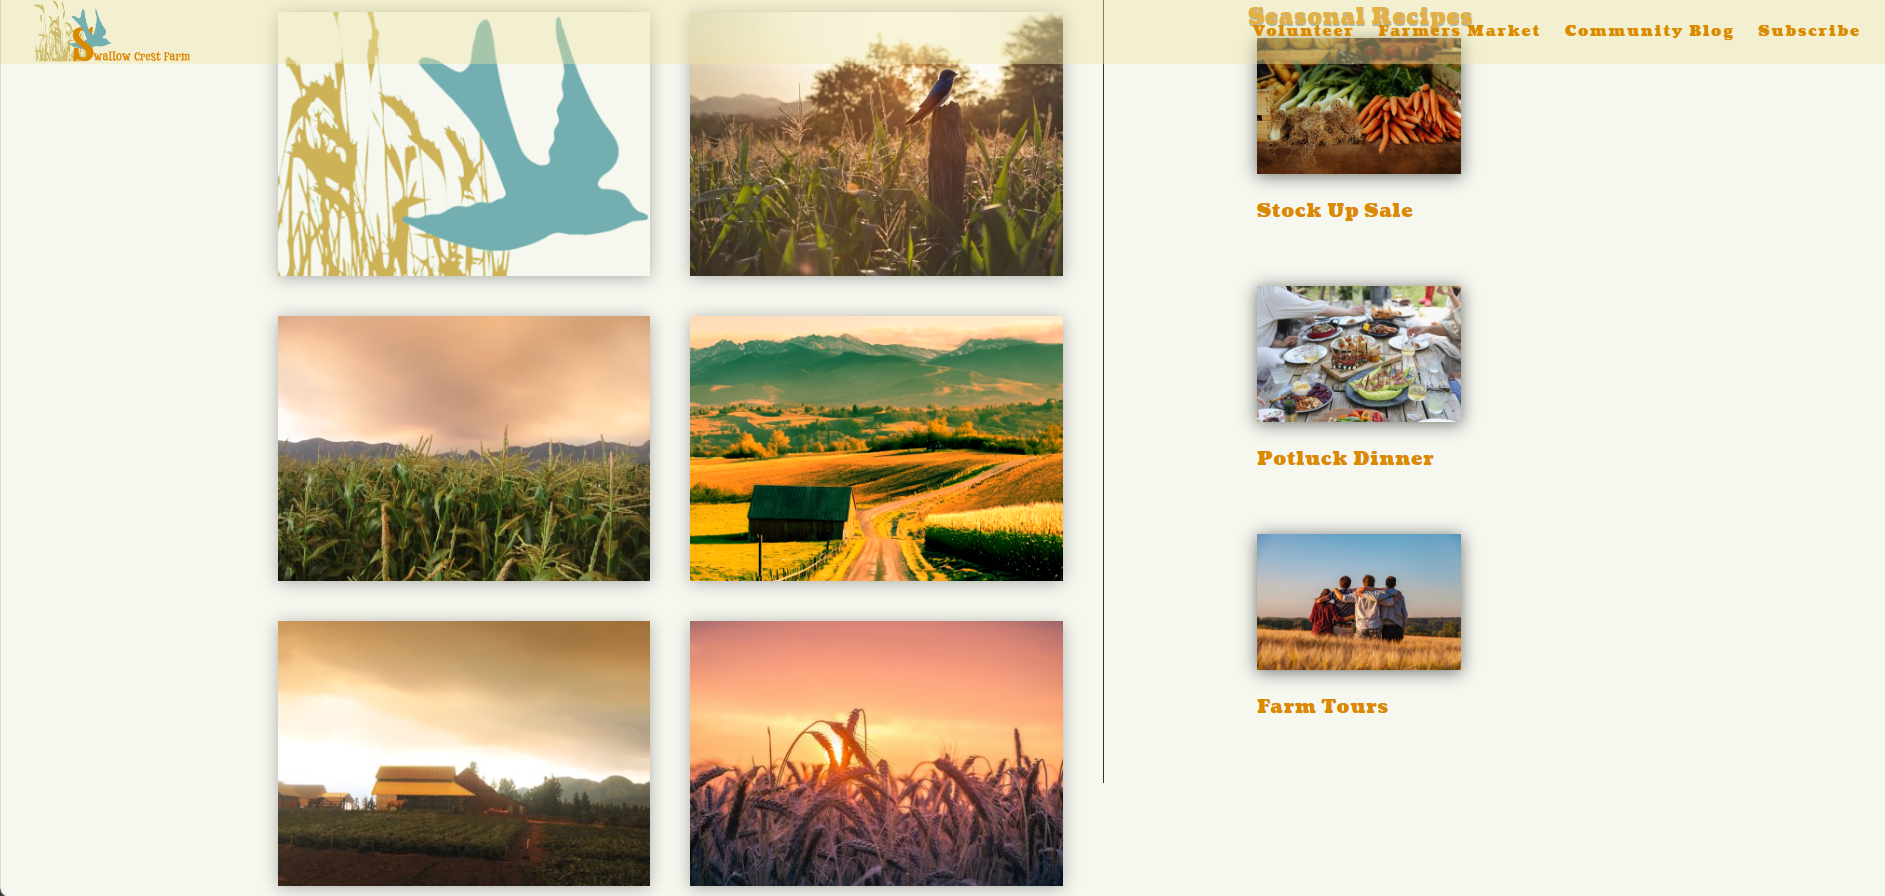 Swallow Crest Farm
Seasonal Recipes
Volunteer Farmers Market Community Blog Subscribe
Stock Up Sale
Potluck Dinner
Farm Tours